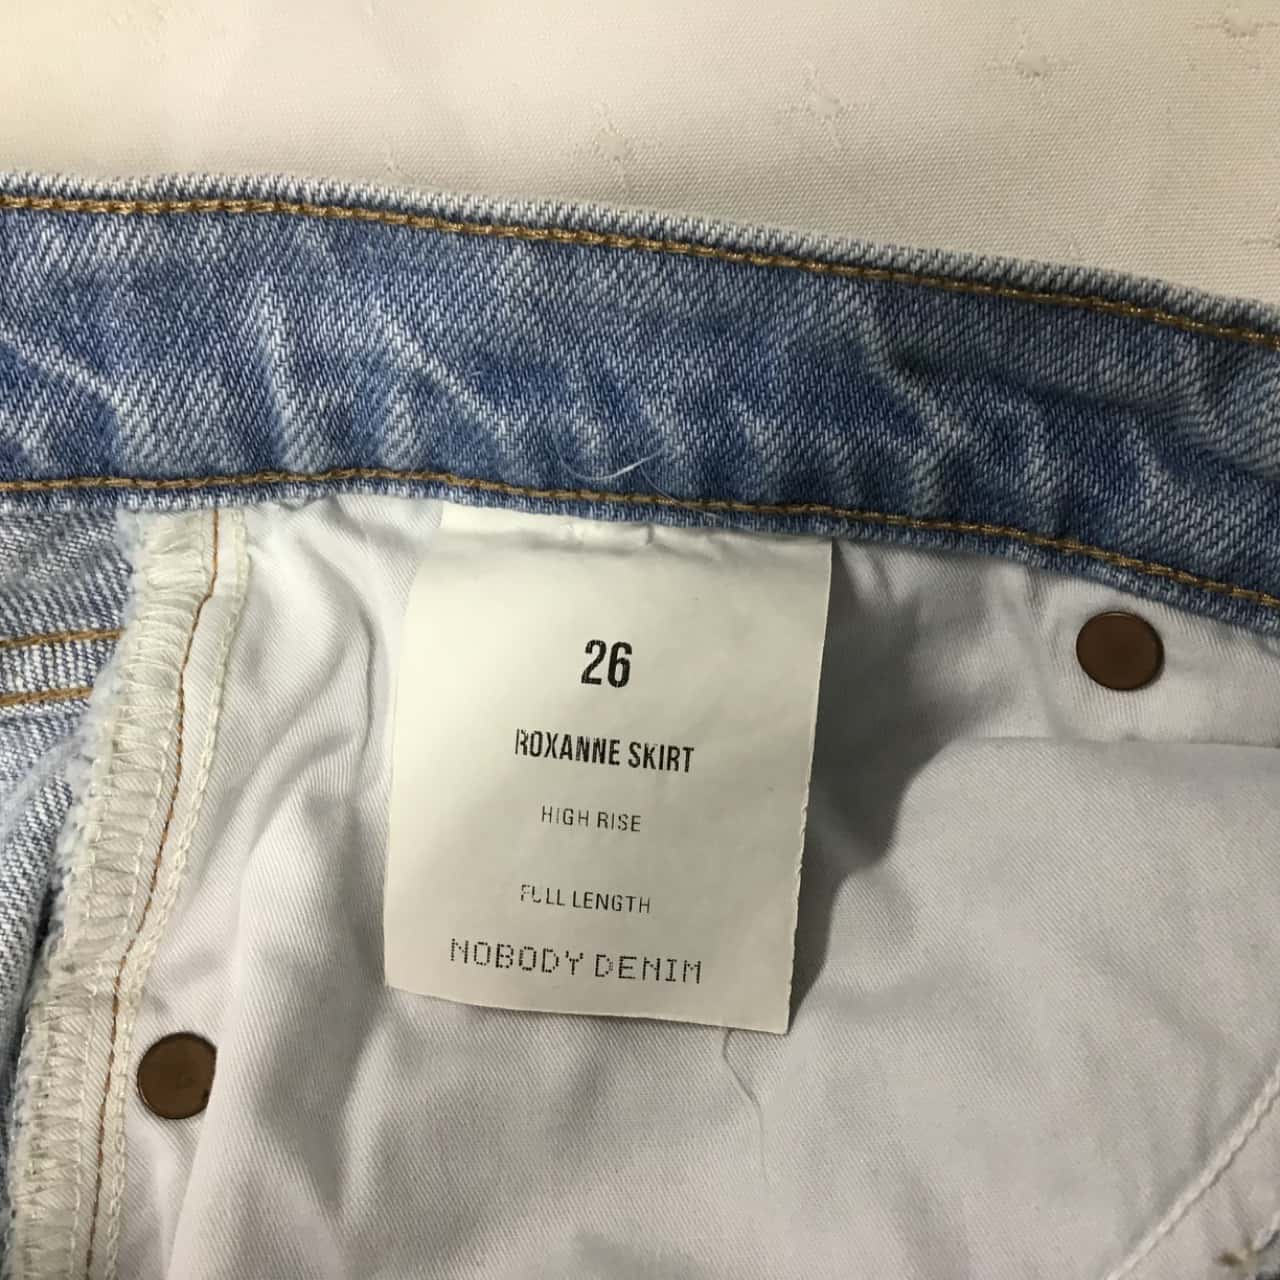 26
ROXANNE SKIRT
HIGH RISE
FULL LENGTH
NOBODY DENIM